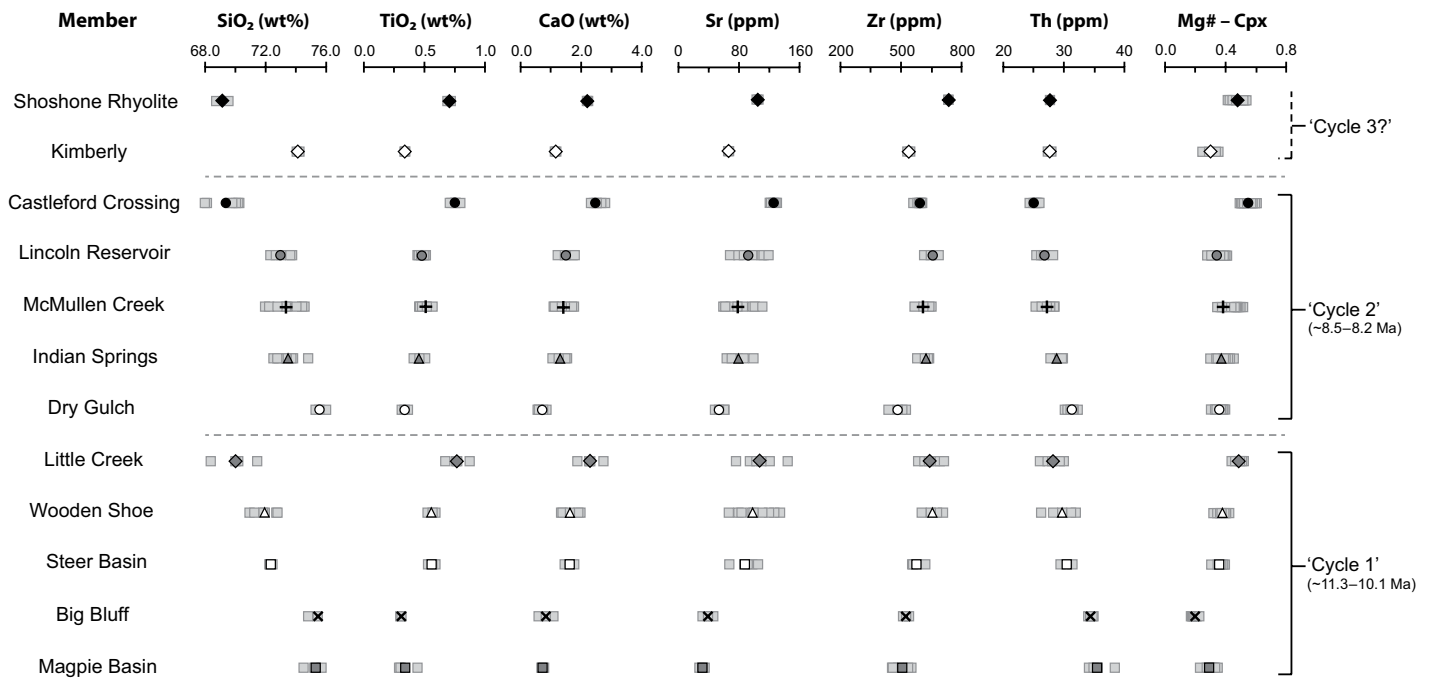 Member SiO₂ (wt%) TiO₂ (wt%) CaO (wt%) Sr (ppm) Zr (ppm) Th (ppm) Mg# – Cpx
68.0 72.0 76.0 0.0 0.5 1.0 0.0 2.0 4.0 0 80 160 200 500 800 20 30 40 0.0 0.4 0.8
Shoshone Rhyolite
'Cycle 3?'
Kimberly
Castleford Crossing
Lincoln Reservoir
McMullen Creek
'Cycle 2'
(~8.5–8.2 Ma)
Indian Springs
Dry Gulch
Little Creek
Wooden Shoe
Steer Basin
'Cycle 1'
(~11.3–10.1 Ma)
Big Bluff
Magpie Basin